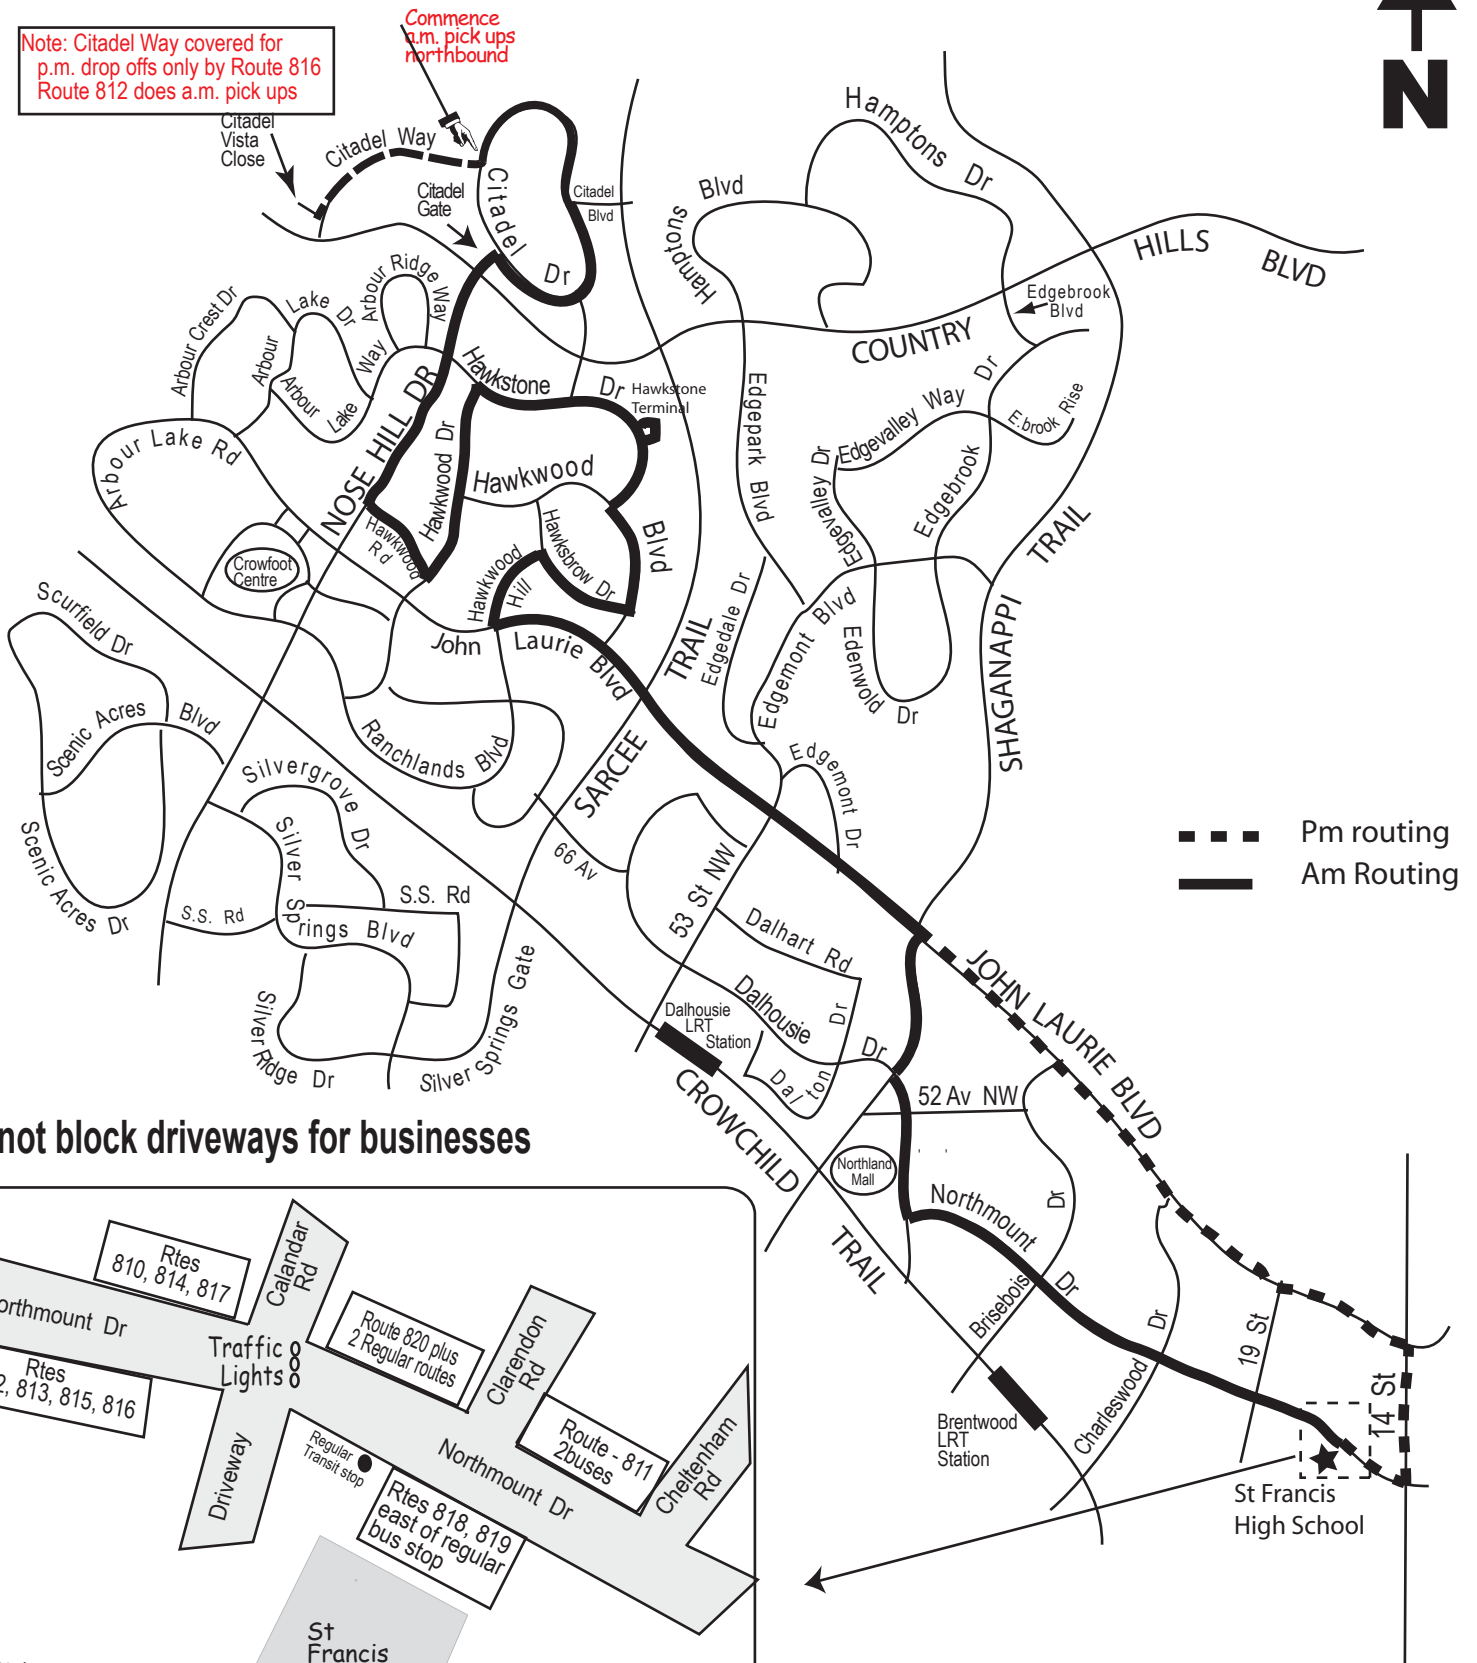 Note: Citadel Way covered for
p.m. drop offs only by Route 816
Route 812 does a.m. pick ups
Commence
a.m. pick ups
northbound
N
Citadel
Vista
Close
Citadel Way
Citadel
Gate
Citadel Dr
Citadel
Blvd
Hamptons Dr
Hamptons Blvd
COUNTRY HILLS BLVD
Edgebrook
Blvd
Arbour Crest Dr
Arbour Lake Dr
Arbour Ridge Way
Arbour Lake Way
Arbour Lake Rd
NOSE HILL DR
Hawkstone Dr
Hawkstone
Terminal
Hawkwood Dr
Hawkwood Blvd
Hawkwood
Rd
Hawksbrow Dr
Hawkwood
Hill
Crowfoot
Centre
John Laurie Blvd
Edgepark Blvd
Edgevalley Way
Edgevalley Dr
Edgebrook Dr
E.brook Rise
SHAGANAPPI TRAIL
SARCEE TRAIL
Edgedale Dr
Edgemont Blvd
Edenwold Dr
Edgemont Dr
Scurfield Dr
Scenic Acres Blvd
Scenic Acres Dr
Ranchlands Blvd
Silvergrove Dr
Silver Springs Blvd
S.S. Rd
S.S. Rd
Silver Ridge Dr
Silver Springs Gate
66 Av
53 St NW
Dalhart Rd
Dalhousie Dr
Dalton Dr
Dalhousie
LRT
Station
CROWCHILD TRAIL
JOHN LAURIE BLVD
52 Av NW
Northland
Mall
Northmount Dr
Brisebois Dr
Charleswood Dr
19 St
14 St
Brentwood
LRT
Station
St Francis
High School
Pm routing
Am Routing
not block driveways for businesses
Rtes
810, 814, 817
Calandar
Rd
orthmount Dr
Traffic
Lights
Rtes
2, 813, 815, 816
Route 820 plus
2 Regular routes
Clarendon
Rd
Route - 811
2buses
Cheltenham
Rd
Driveway
Regular
Transit stop
Northmount Dr
Rtes 818, 819
east of regular
bus stop
St
Francis